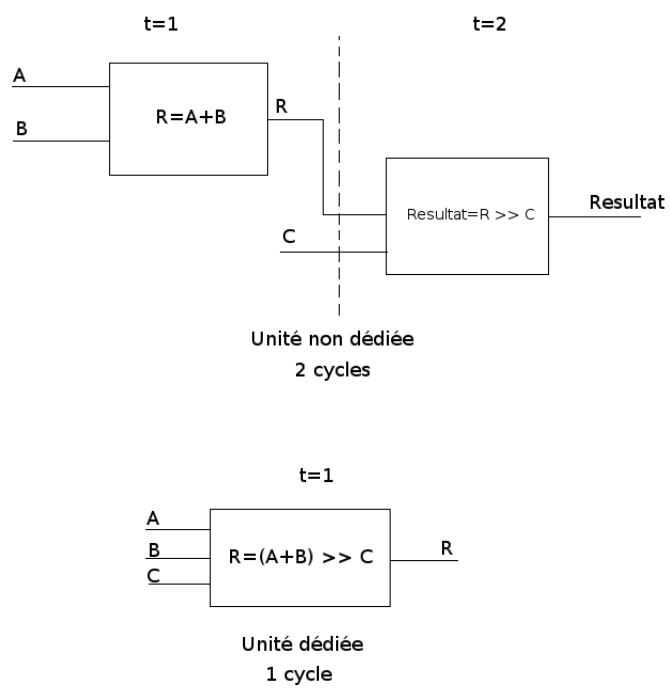 t=1
t=2
A
B
R=A+B
R
C
Resultat=R >> C
Resultat
Unité non dédiée
2 cycles
t=1
A
B
C
R=(A+B) >> C
R
Unité dédiée
1 cycle